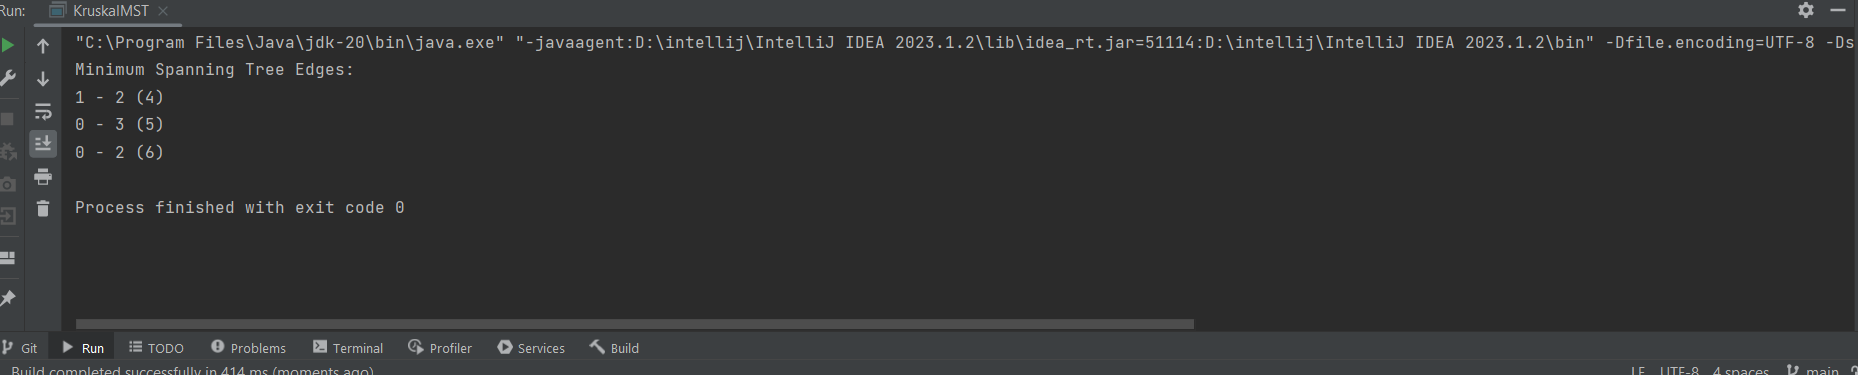 Run: KruskalMST
"C:\Program Files\Java\jdk-20\bin\java.exe" "-javaagent:D:\intellij\IntelliJ IDEA 2023.1.2\lib\idea_rt.jar=51114:D:\intellij\IntelliJ IDEA 2023.1.2\bin" -Dfile.encoding=UTF-8 -Ds
Minimum Spanning Tree Edges:
1 - 2 (4)
0 - 3 (5)
0 - 2 (6)
Process finished with exit code 0
Git Run TODO Problems Terminal Profiler Services Build
Build completed successfully in 414 ms (moments ago) LF UTF-8 4 spaces main